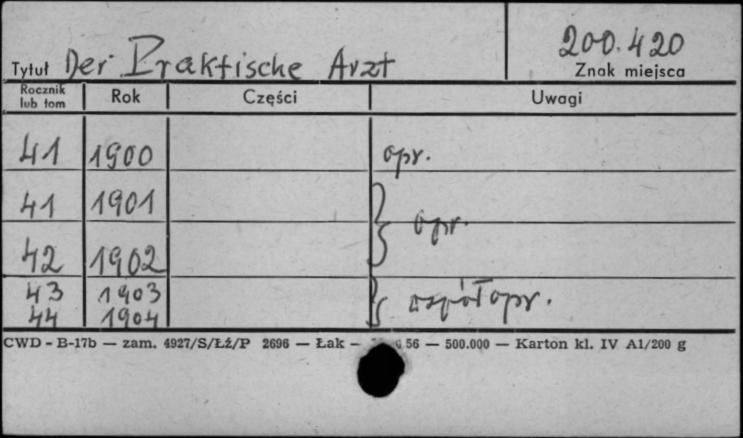 200.420
Tytuł Der Praktische Arzt
Znak miejsca
Rocznik lub tom Rok Części Uwagi
41 1900 opr.
41 1901
opr.
42 1902
43 1903
współopr.
44 1904
CWD - B-17b — zam. 4927/S/Łź/P 2696 — Łak - 56 — 500.000 — Karton kl. IV A1/200 g